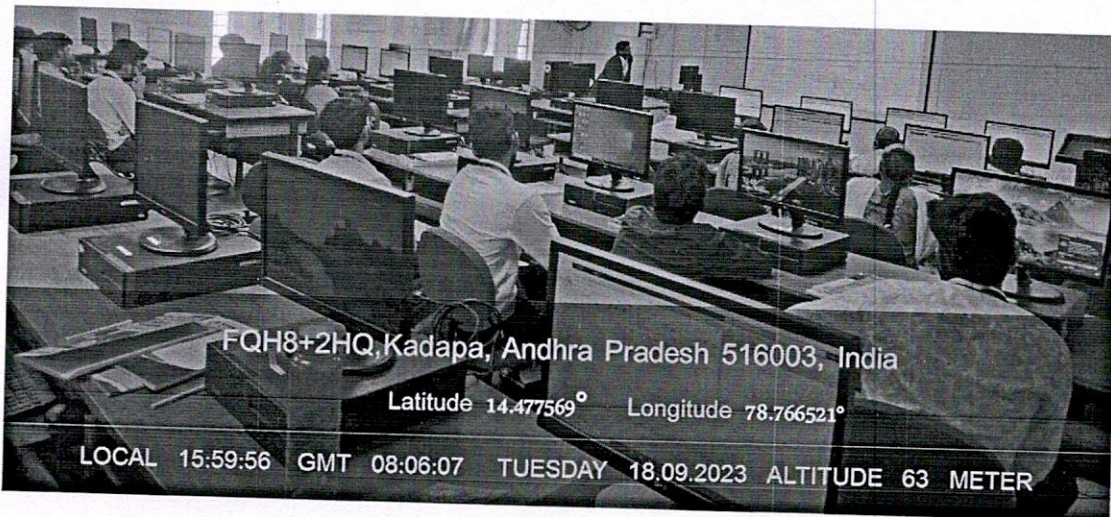 FQH8+2HQ,Kadapa, Andhra Pradesh 516003, India
Latitude 14.477569° Longitude 78.766521°
LOCAL 15:59:56 GMT 08:06:07 TUESDAY 18.09.2023 ALTITUDE 63 METER